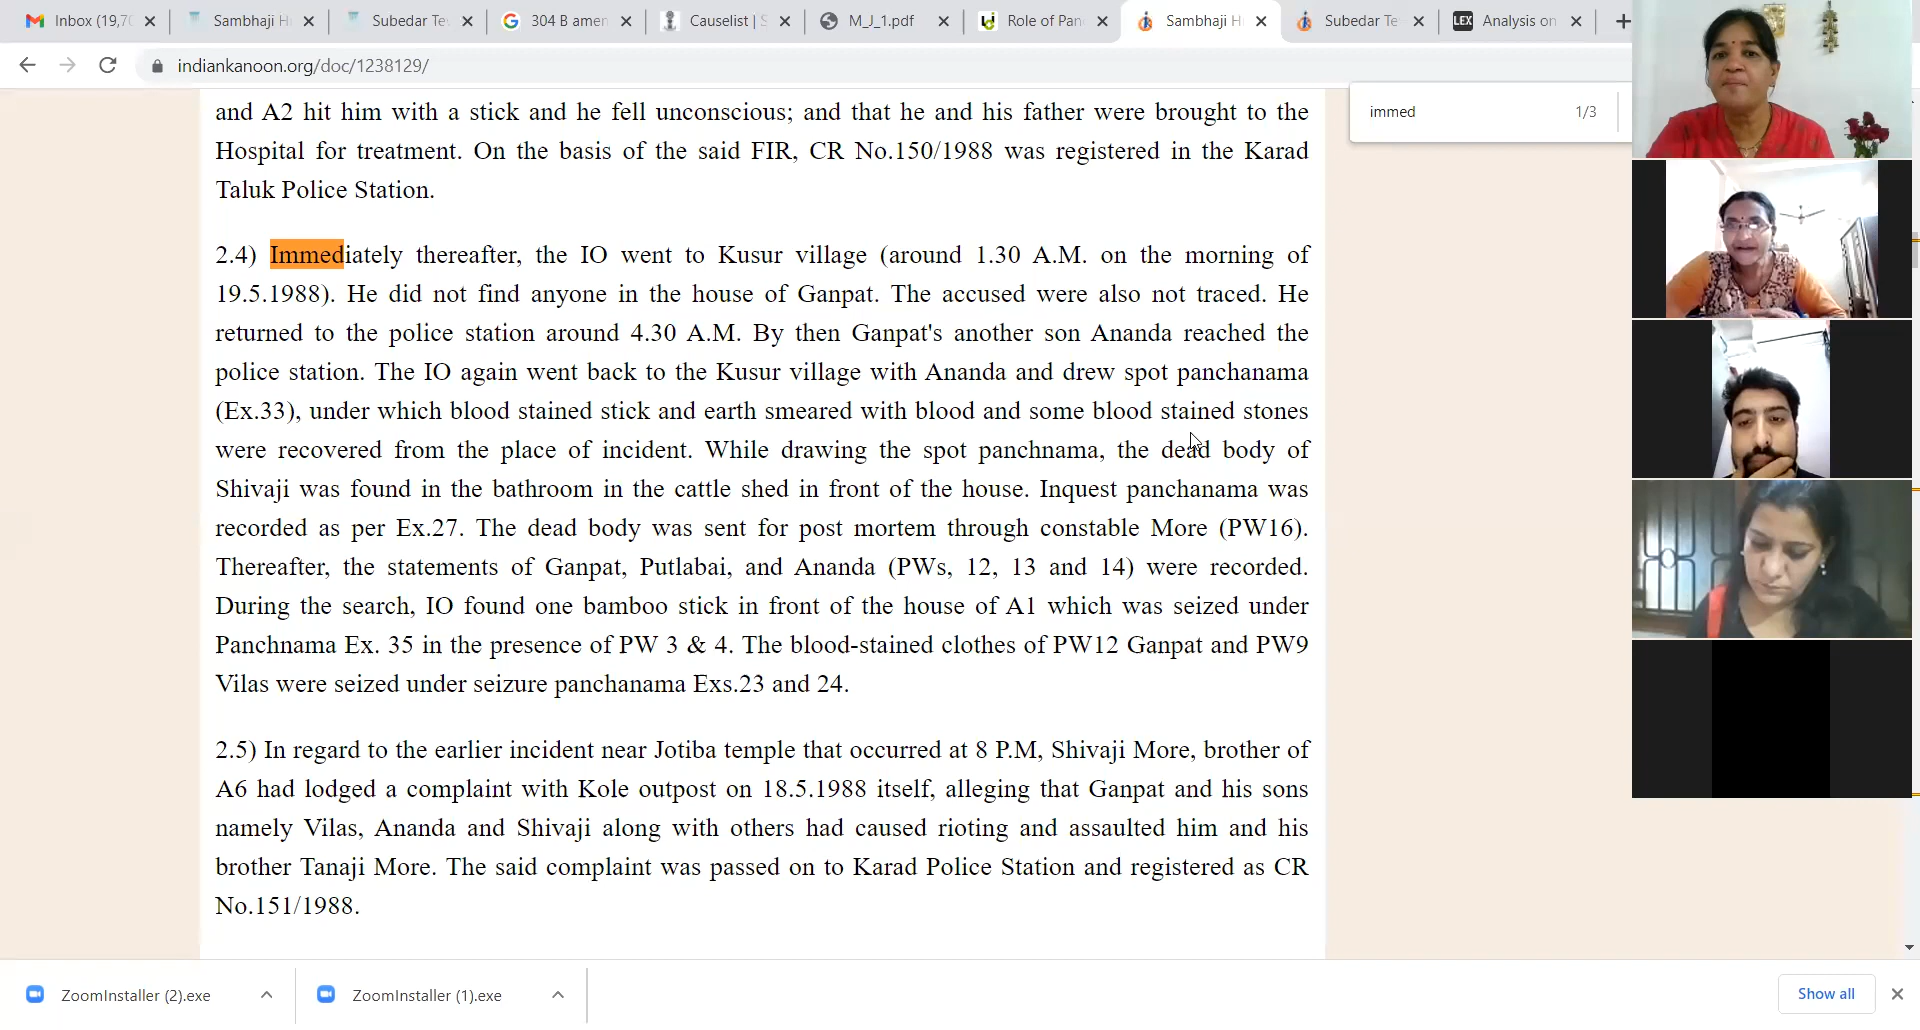 Inbox (19,70
Sambhaji Hi
Subedar Tev
304 B amen
Causelist | S
M_J_1.pdf
Role of Pan
Sambhaji Hi
Subedar Te
LEX Analysis on
indiankanoon.org/doc/1238129/
immed 1/3
and A2 hit him with a stick and he fell unconscious; and that he and his father were brought to the
Hospital for treatment. On the basis of the said FIR, CR No.150/1988 was registered in the Karad
Taluk Police Station.
2.4) Immediately thereafter, the IO went to Kusur village (around 1.30 A.M. on the morning of
19.5.1988). He did not find anyone in the house of Ganpat. The accused were also not traced. He
returned to the police station around 4.30 A.M. By then Ganpat's another son Ananda reached the
police station. The IO again went back to the Kusur village with Ananda and drew spot panchanama
(Ex.33), under which blood stained stick and earth smeared with blood and some blood stained stones
were recovered from the place of incident. While drawing the spot panchnama, the dead body of
Shivaji was found in the bathroom in the cattle shed in front of the house. Inquest panchanama was
recorded as per Ex.27. The dead body was sent for post mortem through constable More (PW16).
Thereafter, the statements of Ganpat, Putlabai, and Ananda (PWs, 12, 13 and 14) were recorded.
During the search, IO found one bamboo stick in front of the house of A1 which was seized under
Panchnama Ex. 35 in the presence of PW 3 & 4. The blood-stained clothes of PW12 Ganpat and PW9
Vilas were seized under seizure panchanama Exs.23 and 24.
2.5) In regard to the earlier incident near Jotiba temple that occurred at 8 P.M, Shivaji More, brother of
A6 had lodged a complaint with Kole outpost on 18.5.1988 itself, alleging that Ganpat and his sons
namely Vilas, Ananda and Shivaji along with others had caused rioting and assaulted him and his
brother Tanaji More. The said complaint was passed on to Karad Police Station and registered as CR
No.151/1988.
ZoomInstaller (2).exe
ZoomInstaller (1).exe
Show all